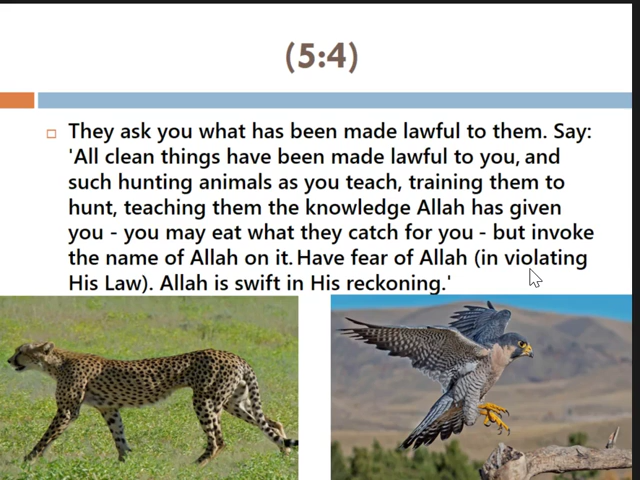 (5:4)
They ask you what has been made lawful to them. Say:
'All clean things have been made lawful to you, and
such hunting animals as you teach, training them to
hunt, teaching them the knowledge Allah has given
you - you may eat what they catch for you - but invoke
the name of Allah on it. Have fear of Allah (in violating
His Law). Allah is swift in His reckoning.'